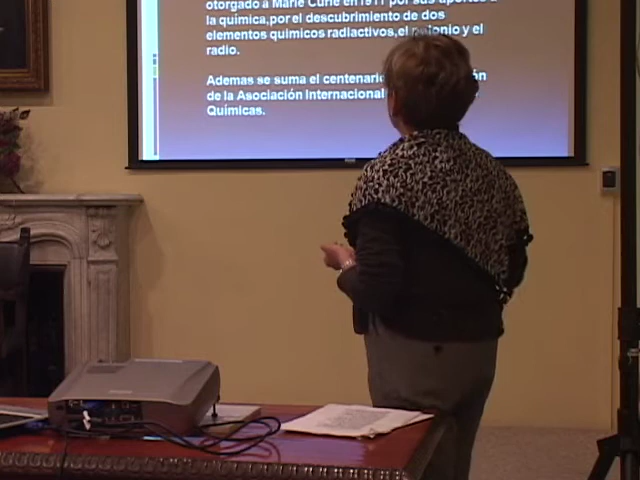 otorgado a Marie Curie en 1911 por sus aportes a
la química,por el descubrimiento de dos
elementos químicos radiactivos,el polonio y el
radio.
Ademas se suma el centenario
de la Asociación Internacional
Químicas.